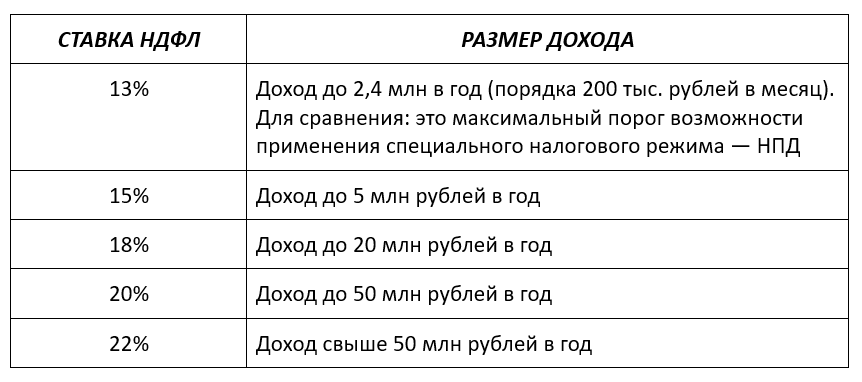 СТАВКА НДФЛ РАЗМЕР ДОХОДА
13% Доход до 2,4 млн в год (порядка 200 тыс. рублей в месяц).
Для сравнения: это максимальный порог возможности
применения специального налогового режима — НПД
15% Доход до 5 млн рублей в год
18% Доход до 20 млн рублей в год
20% Доход до 50 млн рублей в год
22% Доход свыше 50 млн рублей в год